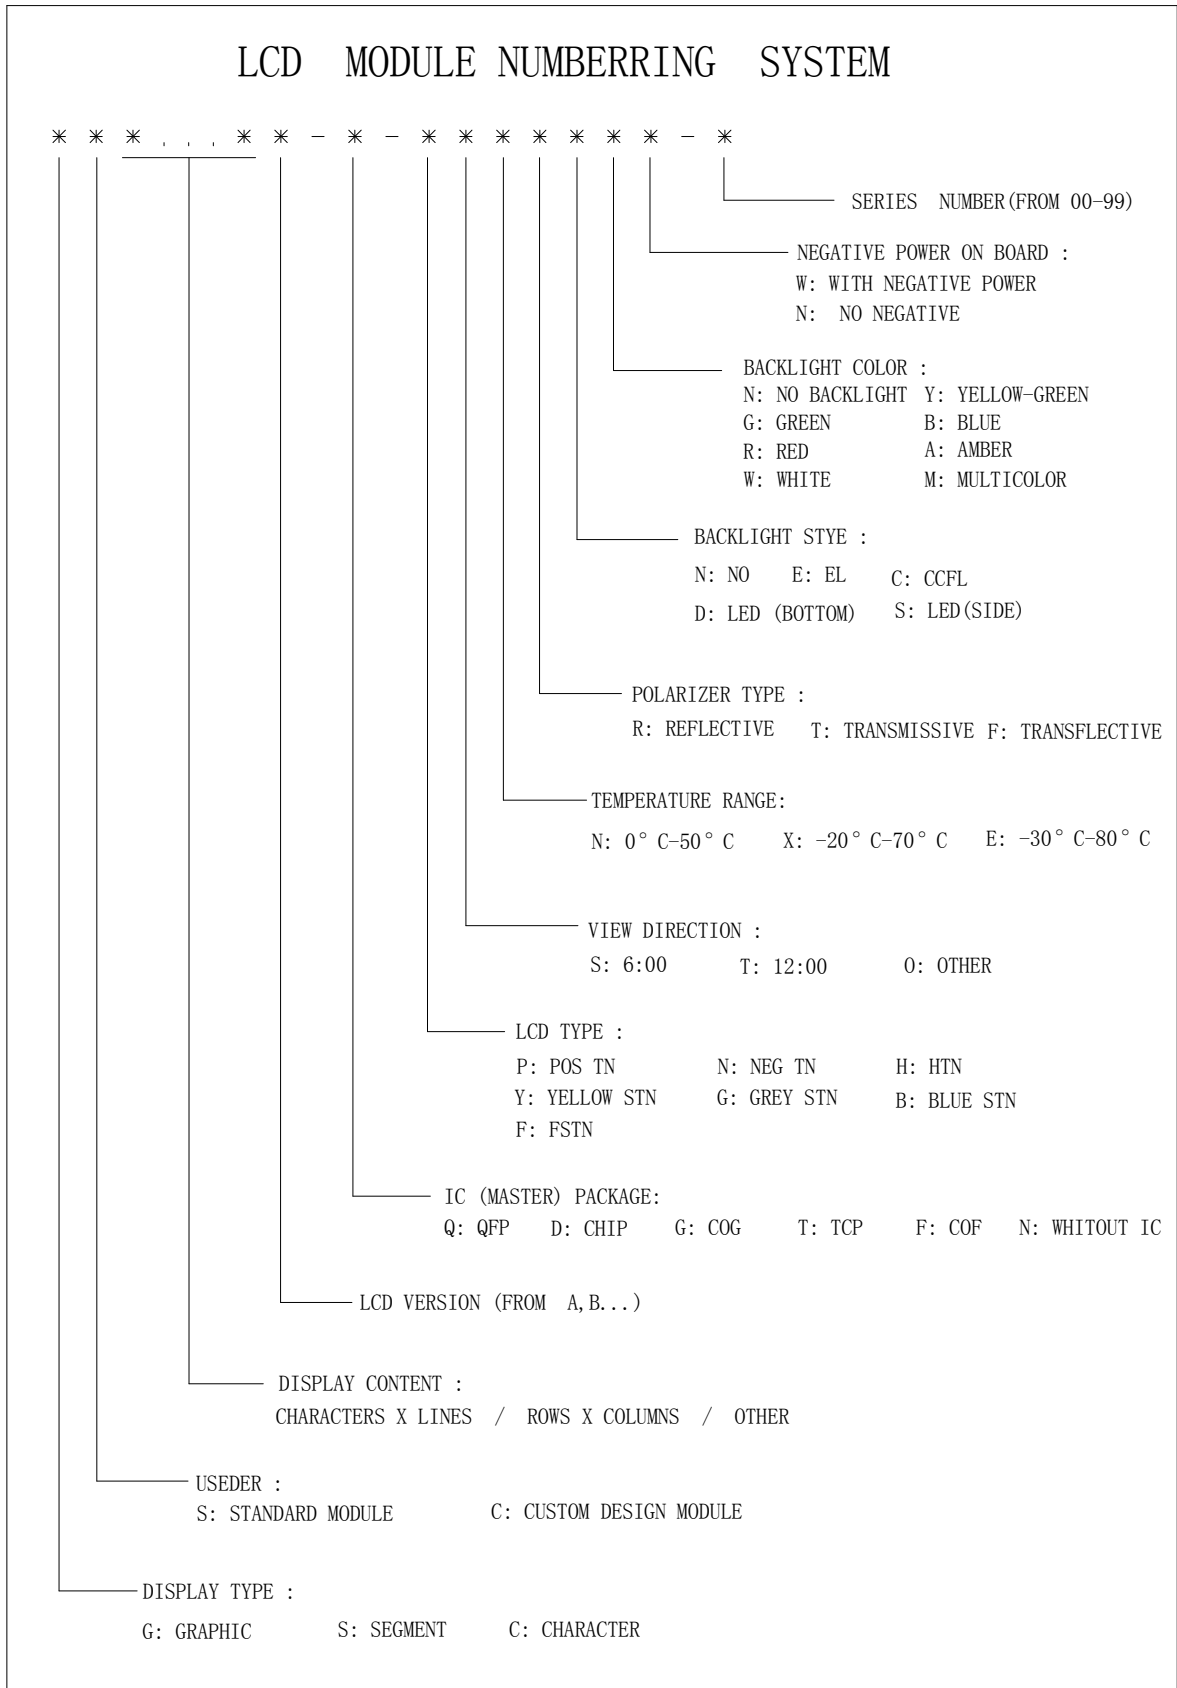 LCD MODULE NUMBERRING SYSTEM
* * * . . . * * - * - * * * * * * * - *
SERIES NUMBER(FROM 00-99)
NEGATIVE POWER ON BOARD :
W: WITH NEGATIVE POWER
N: NO NEGATIVE
BACKLIGHT COLOR :
N: NO BACKLIGHT Y: YELLOW-GREEN
G: GREEN B: BLUE
R: RED A: AMBER
W: WHITE M: MULTICOLOR
BACKLIGHT STYE :
N: NO E: EL C: CCFL
D: LED (BOTTOM) S: LED(SIDE)
POLARIZER TYPE :
R: REFLECTIVE T: TRANSMISSIVE F: TRANSFLECTIVE
TEMPERATURE RANGE:
N: 0° C-50° C X: -20° C-70° C E: -30° C-80° C
VIEW DIRECTION :
S: 6:00 T: 12:00 O: OTHER
LCD TYPE :
P: POS TN N: NEG TN H: HTN
Y: YELLOW STN G: GREY STN B: BLUE STN
F: FSTN
IC (MASTER) PACKAGE:
Q: QFP D: CHIP G: COG T: TCP F: COF N: WHITOUT IC
LCD VERSION (FROM A,B...)
DISPLAY CONTENT :
CHARACTERS X LINES / ROWS X COLUMNS / OTHER
USEDER :
S: STANDARD MODULE C: CUSTOM DESIGN MODULE
DISPLAY TYPE :
G: GRAPHIC S: SEGMENT C: CHARACTER